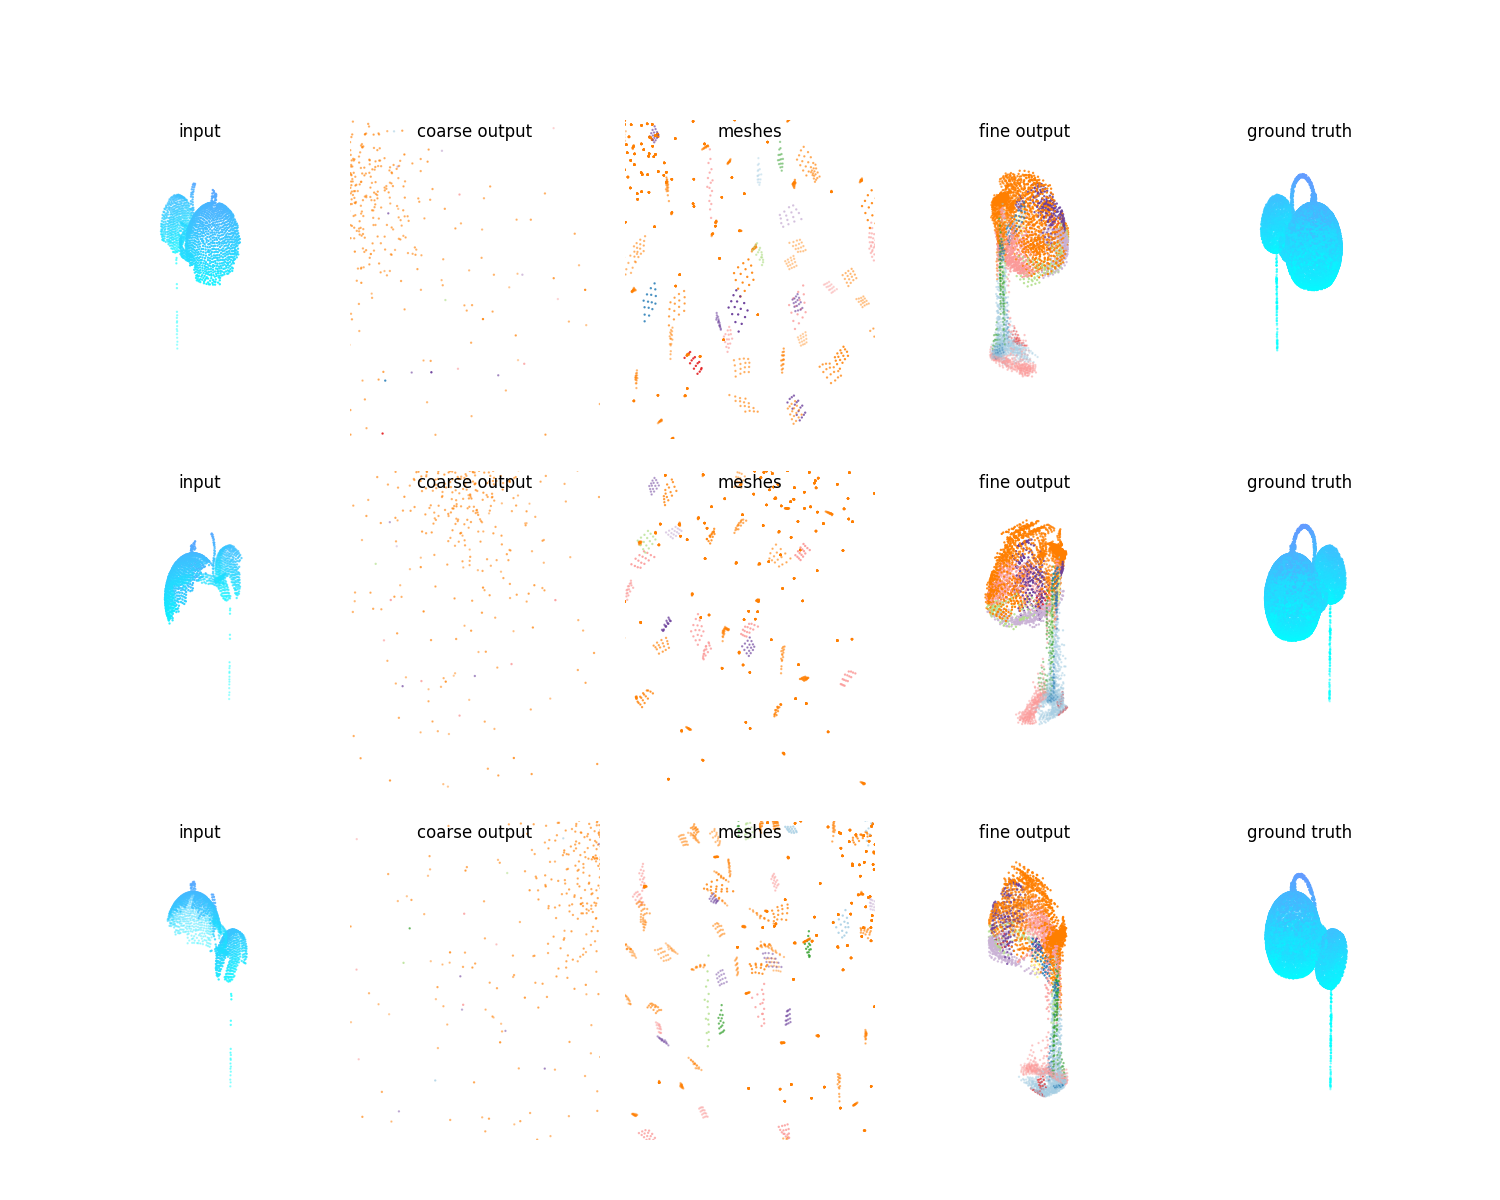 input
coarse output
meshes
fine output
ground truth
input
coarse output
meshes
fine output
ground truth
input
coarse output
meshes
fine output
ground truth